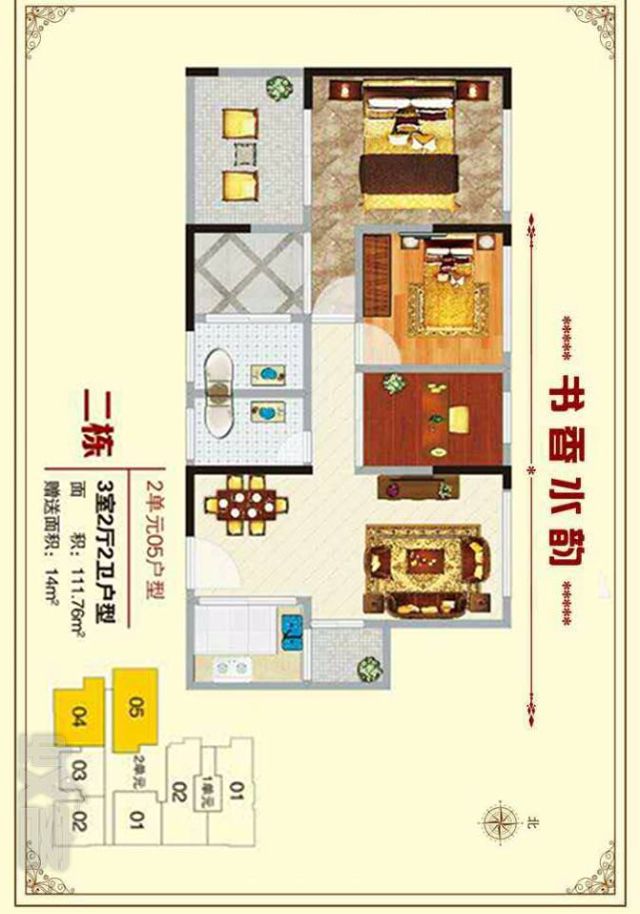 ***** 书香水韵 *****
二栋
2单元05户型
3室2厅2卫户型
面 积：111.76m²
赠送面积：14m²
05
04
2单元
03
02
01
1单元
02
01
北